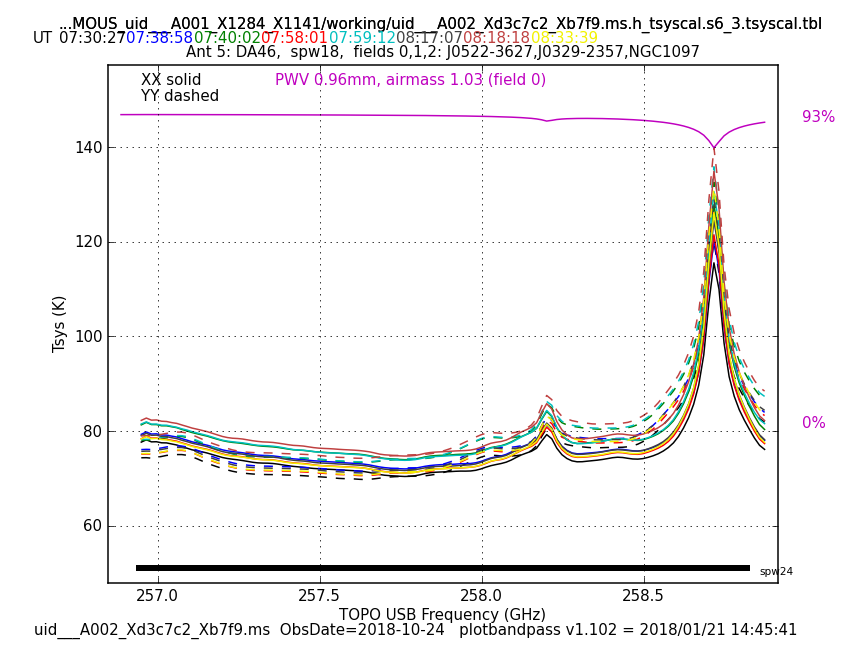 ...MOUS_uid___A001_X1284_X1141/working/uid___A002_Xd3c7c2_Xb7f9.ms.h_tsyscal.s6_3.tsyscal.tbl
UT 07:30:27 07:38:58 07:40:02 07:58:01 07:59:12 08:17:07 08:18:18 08:33:39
Ant 5: DA46, spw18, fields 0,1,2: J0522-3627,J0329-2357,NGC1097
XX solid PWV 0.96mm, airmass 1.03 (field 0)
YY dashed
93%
140
120
100
80
60
0%
Tsys (K)
spw24
257.0 257.5 258.0 258.5
TOPO USB Frequency (GHz)
uid___A002_Xd3c7c2_Xb7f9.ms ObsDate=2018-10-24 plotbandpass v1.102 = 2018/01/21 14:45:41